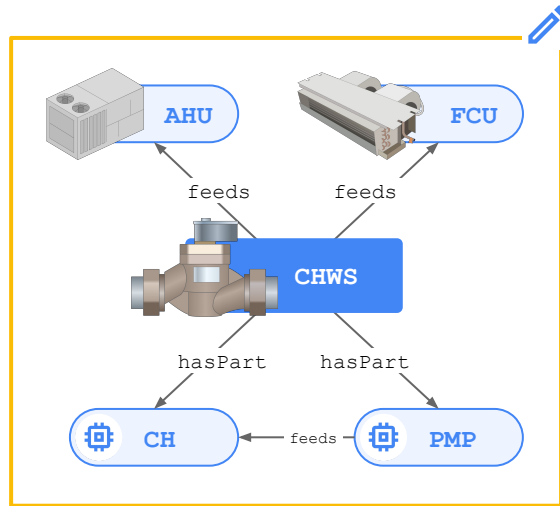 AHU
FCU
feeds
feeds
CHWS
hasPart
hasPart
CH
feeds
PMP